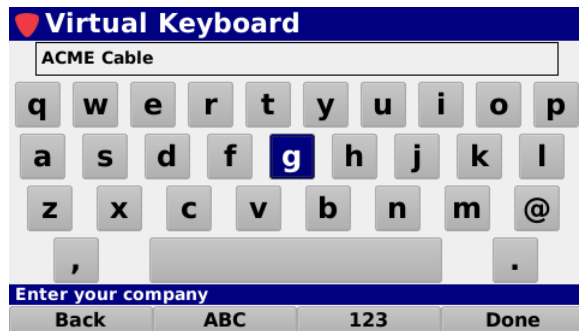 Virtual Keyboard
ACME Cable
q w e r t y u i o p
a s d f g h j k l
z x c v b n m @
, .
Enter your company
Back ABC 123 Done